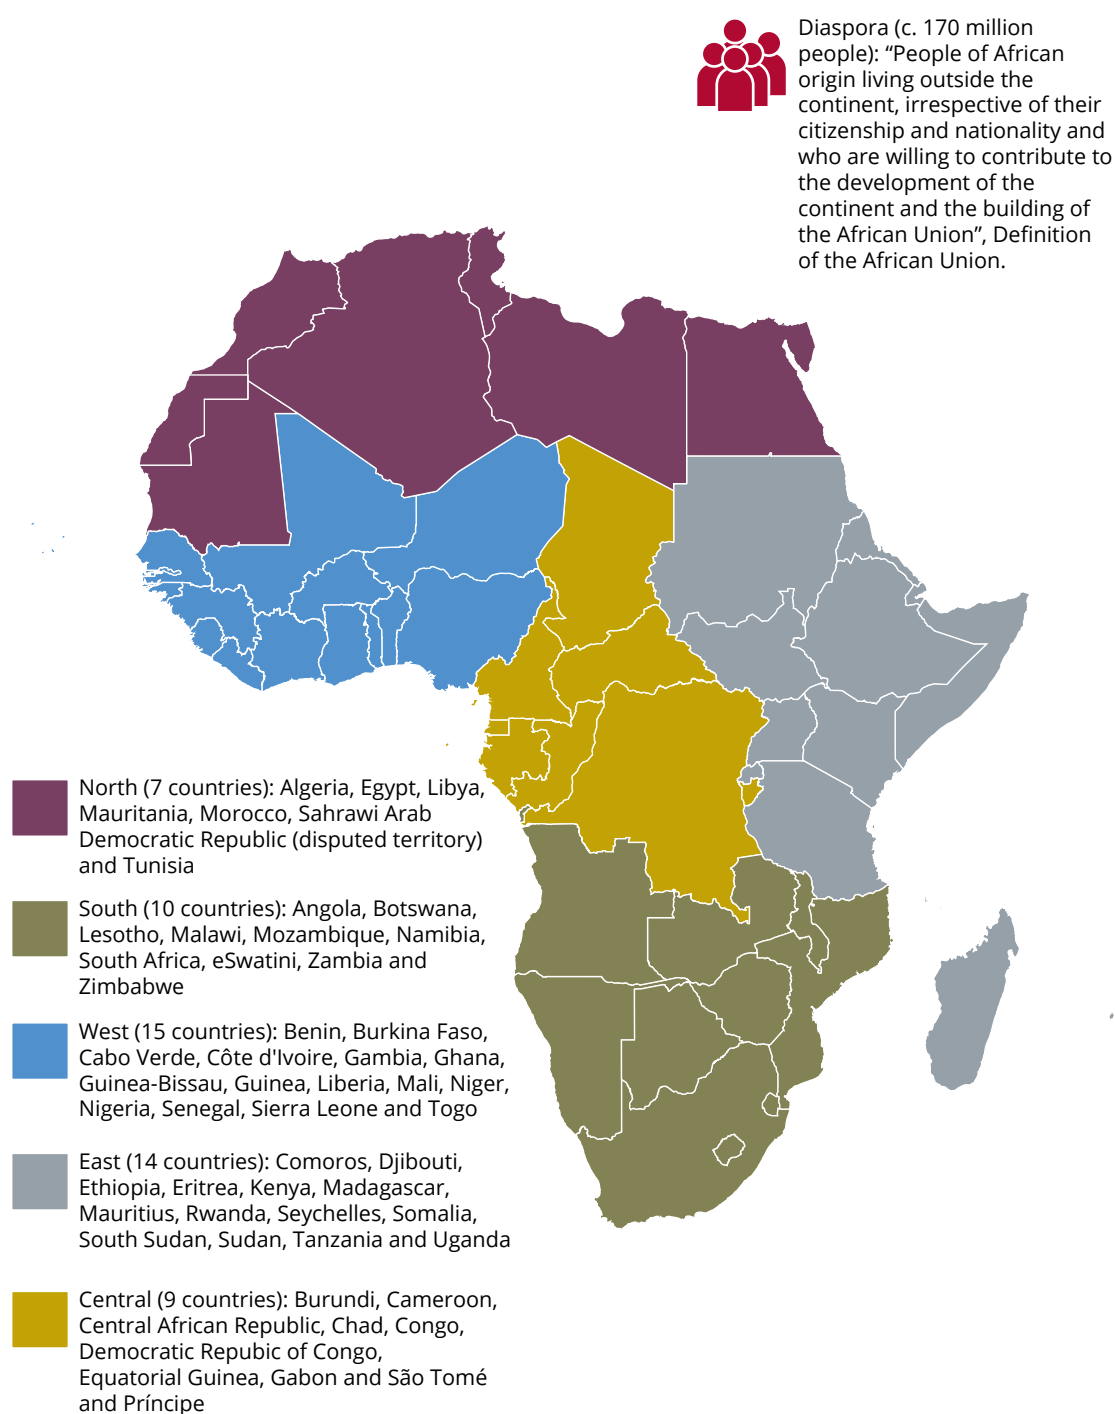 Diaspora (c. 170 million
people): “People of African
origin living outside the
continent, irrespective of their
citizenship and nationality and
who are willing to contribute to
the development of the
continent and the building of
the African Union”, Definition
of the African Union.
North (7 countries): Algeria, Egypt, Libya,
Mauritania, Morocco, Sahrawi Arab
Democratic Republic (disputed territory)
and Tunisia
South (10 countries): Angola, Botswana,
Lesotho, Malawi, Mozambique, Namibia,
South Africa, eSwatini, Zambia and
Zimbabwe
West (15 countries): Benin, Burkina Faso,
Cabo Verde, Côte d'Ivoire, Gambia, Ghana,
Guinea-Bissau, Guinea, Liberia, Mali, Niger,
Nigeria, Senegal, Sierra Leone and Togo
East (14 countries): Comoros, Djibouti,
Ethiopia, Eritrea, Kenya, Madagascar,
Mauritius, Rwanda, Seychelles, Somalia,
South Sudan, Sudan, Tanzania and Uganda
Central (9 countries): Burundi, Cameroon,
Central African Republic, Chad, Congo,
Democratic Repubic of Congo,
Equatorial Guinea, Gabon and São Tomé
and Príncipe